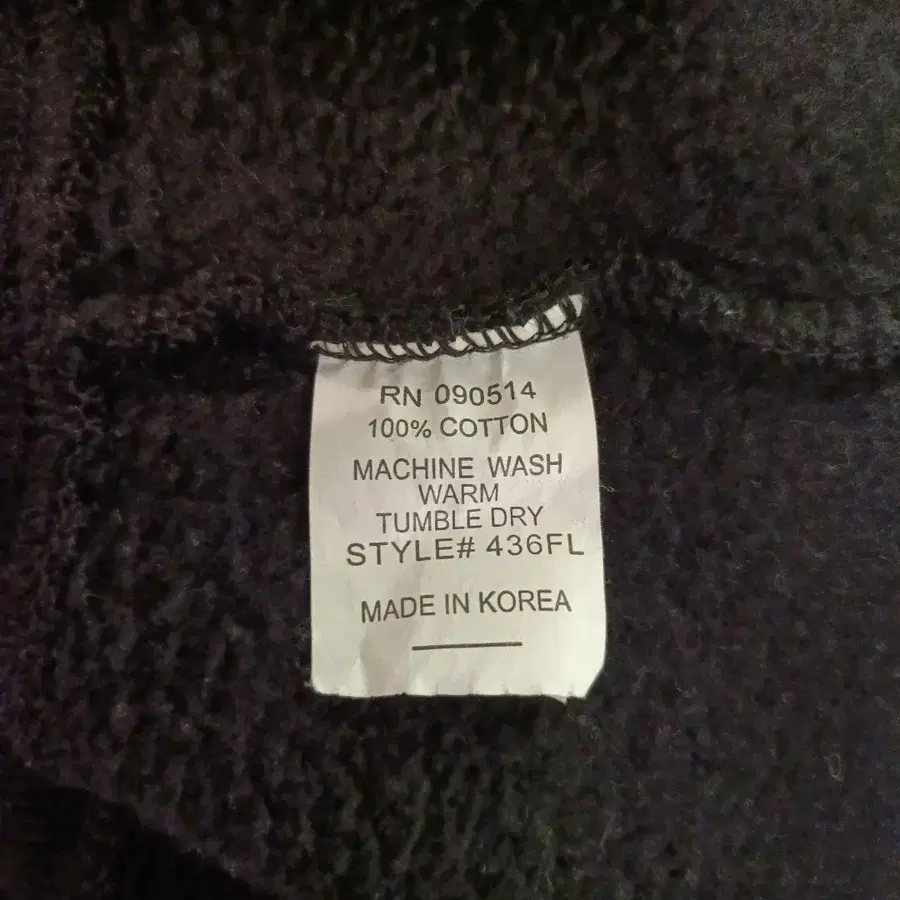 RN 090514
100% COTTON
MACHINE WASH
WARM
TUMBLE DRY
STYLE# 436FL
MADE IN KOREA